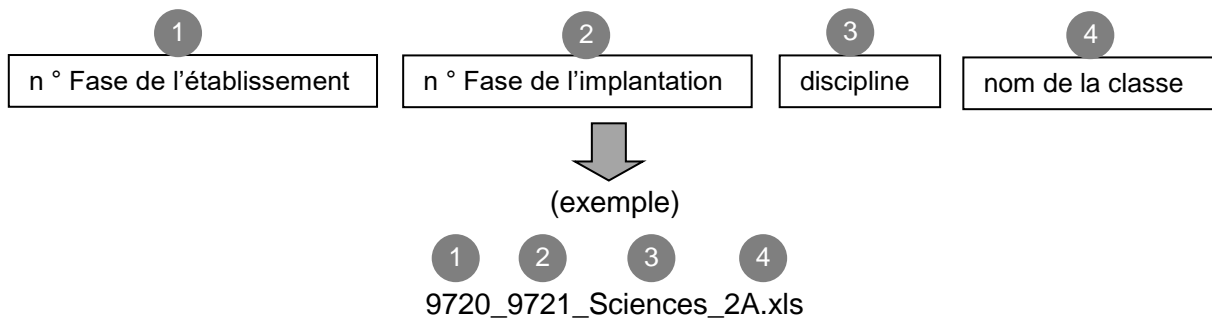 1 2 3 4
n ° Fase de l’établissement n ° Fase de l’implantation discipline nom de la classe
(exemple)
1 2 3 4
9720_9721_Sciences_2A.xls